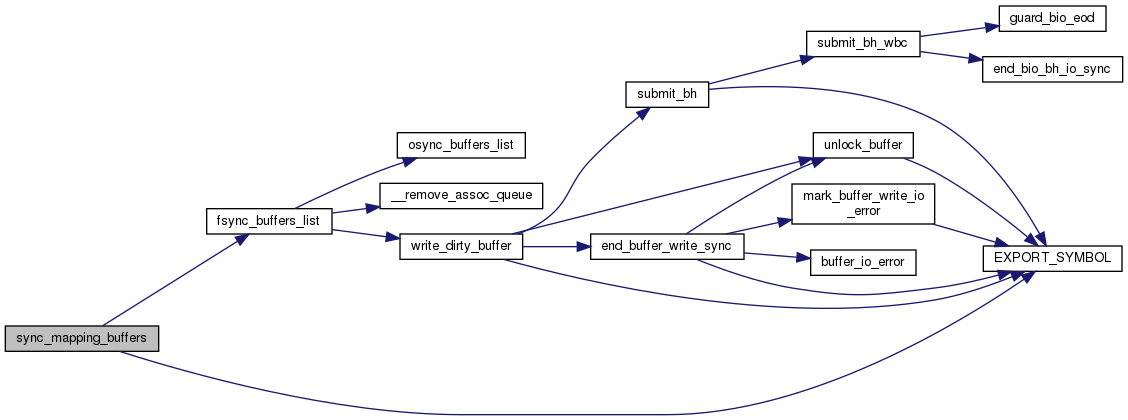 guard_bio_eod
submit_bh_wbc
end_bio_bh_io_sync
submit_bh
osync_buffers_list
unlock_buffer
__remove_assoc_queue
mark_buffer_write_io
_error
fsync_buffers_list
write_dirty_buffer
end_buffer_write_sync
buffer_io_error
EXPORT_SYMBOL
sync_mapping_buffers